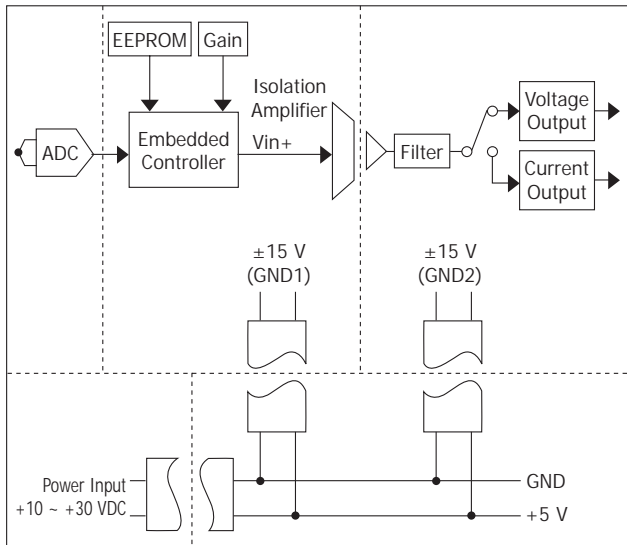 EEPROM
Gain
Isolation
Amplifier
ADC
Embedded
Controller
Vin+
Filter
Voltage
Output
Current
Output
±15 V
(GND1)
±15 V
(GND2)
Power Input
+10 ~ +30 VDC
GND
+5 V